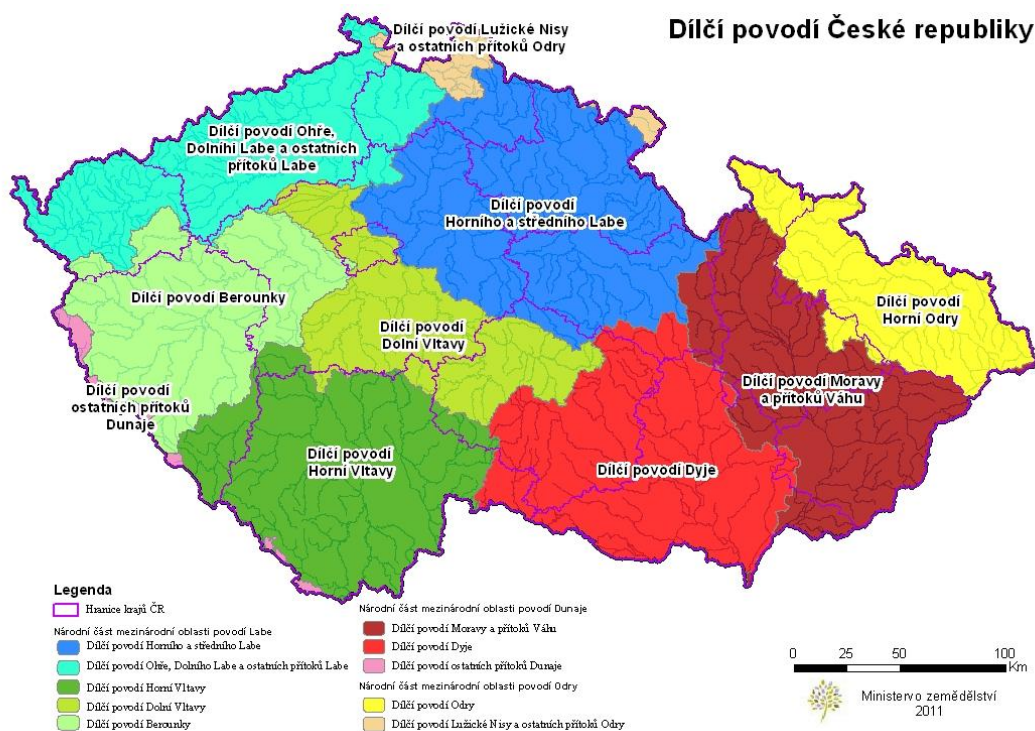 Dílčí povodí České republiky
Dílčí povodí Lužické Nisy
a ostatních přítoků Odry
Dílčí povodí Ohře,
Dolníhi Labe a ostatních
přítoků Labe
Dílčí povodí
Horního a středního Labe
Dílčí povodí Berounky
Dílčí povodí
Dolní Vltavy
Dílčí povodí
Horní Odry
Dílčí povodí
ostatních přítoků
Dunaje
Dílčí povodí Moravy
a přítoků Váhu
Dílčí povodí
Horní Vltavy
Dílčí povodí Dyje
Legenda
Hranice krajů ČR
Národní část mezinárodní oblasti povodí Labe
Dílčí povodí Horního a středního Labe
Dílčí povodí Ohře, Dolního Labe a ostatních přítoků Labe
Dílčí povodí Horní Vltavy
Dílčí povodí Dolní Vltavy
Dílčí povodí Berounky
Národní část mezinárodní oblasti povodí Dunaje
Dílčí povodí Moravy a přítoků Váhu
Dílčí povodí Dyje
Dílčí povodí ostatních přítoků Dunaje
Národní část mezinárodní oblasti povodí Odry
Dílčí povodí Odry
Dílčí povodí Lužické Nisy a ostatních přítoků Odry
0 25 50 100
Km
Ministervo zemědělství
2011